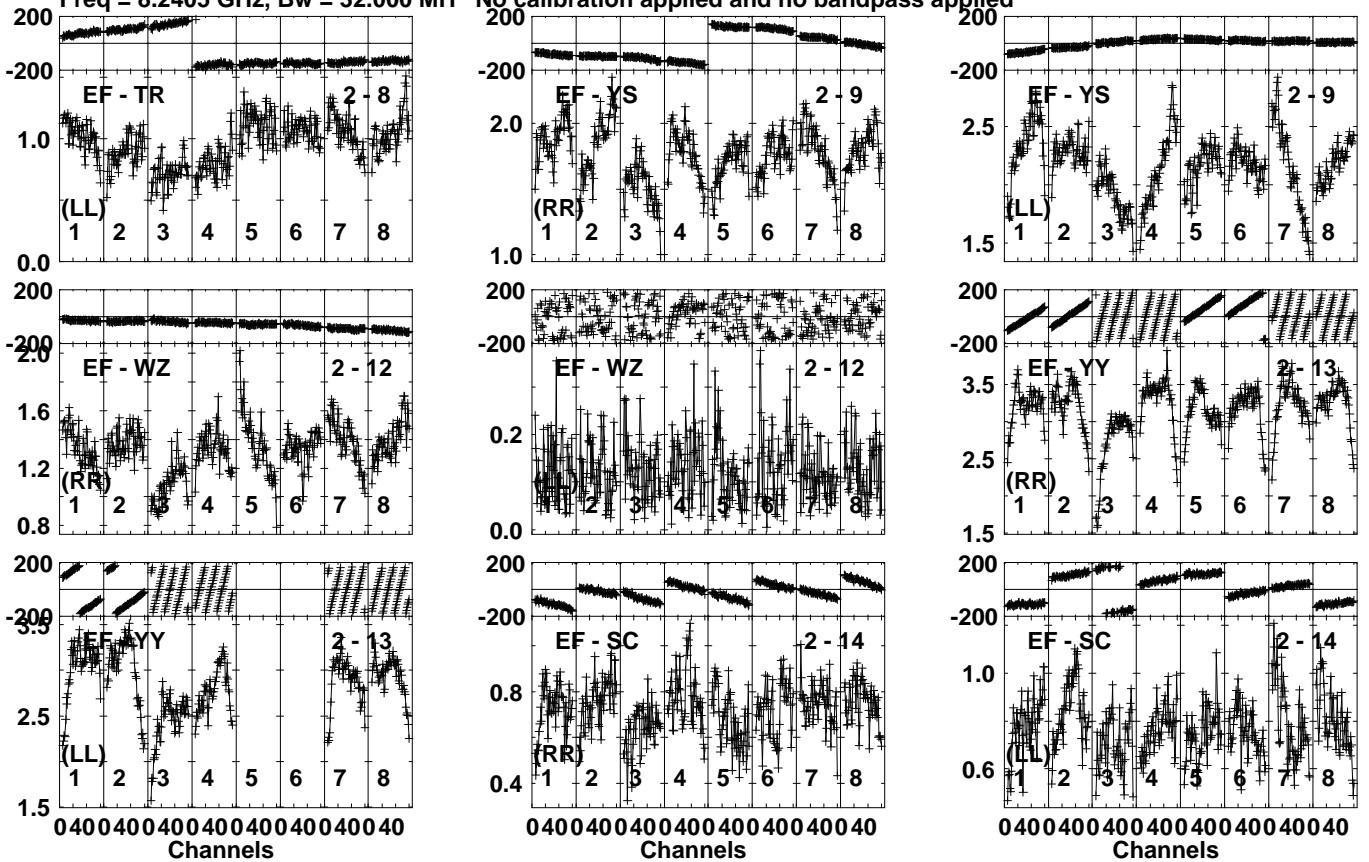 Freq = 8.2405 GHz, Bw = 32.000 MH No calibration applied and no bandpass applied
200
-200
EF - TR 2 - 8
1.0
(LL)
1 2 3 4 5 6 7 8
0.0
200
-200
EF - YS 2 - 9
2.0
(RR)
1 2 3 4 5 6 7 8
1.0
200
-200
EF - YS 2 - 9
2.5
(LL)
1 2 3 4 5 6 7 8
1.5
200
-200
2.0
EF - WZ 2 - 12
1.6
1.2
(RR)
1 2 3 4 5 6 7 8
0.8
200
-200
EF - WZ 2 - 12
0.2
(LL)
1 2 3 4 5 6 7 8
0.0
200
-200
EF - YY 2 - 13
3.5
2.5
(RR)
1 2 3 4 5 6 7 8
1.5
200
-200
3.5
EF - YY 2 - 13
2.5
(LL)
1 2 3 4 5 6 7 8
1.5
0 40 0 40 0 40 0 40 0 40 0 40 0 40 0 40
Channels
200
-200
EF - SC 2 - 14
0.8
(RR)
1 2 3 4 5 6 7 8
0.4
0 40 0 40 0 40 0 40 0 40 0 40 0 40 0 40
Channels
200
-200
EF - SC 2 - 14
1.0
(LL)
0.6
1 2 3 4 5 6 7 8
0 40 0 40 0 40 0 40 0 40 0 40 0 40 0 40
Channels